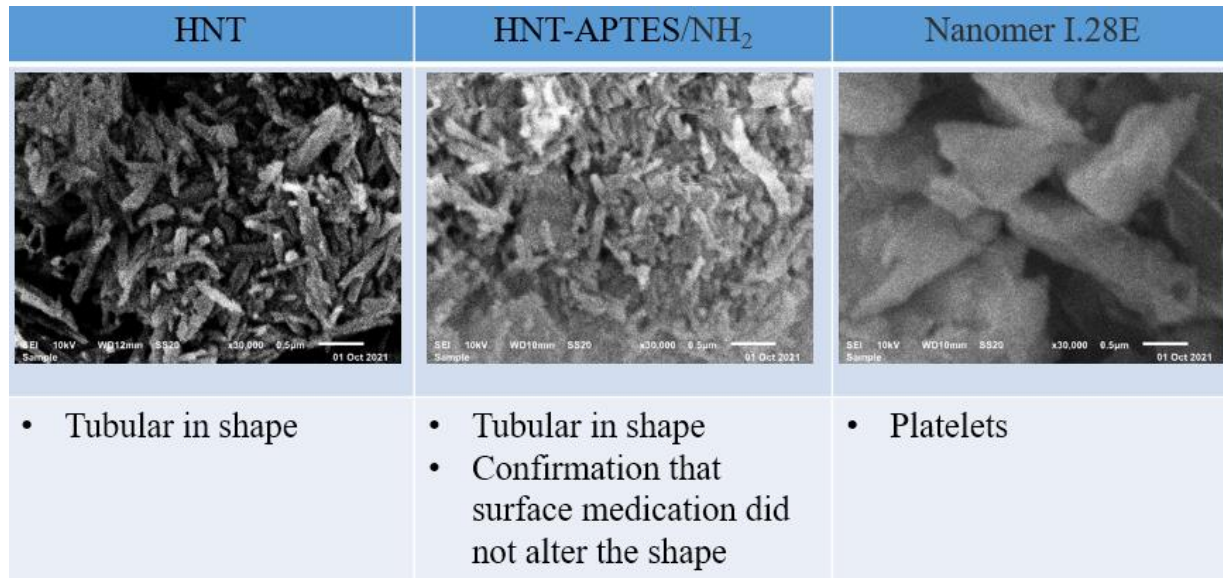 HNT
HNT-APTES/NH₂
Nanomer I.28E
SEI 10kV WD12mm SS20 x30,000 0.5µm
Sample 01 Oct 2021
SEI 10kV WD10mm SS20 x30,000 0.5µm
Sample 01 Oct 2021
SEI 10kV WD10mm SS20 x30,000 0.5µm
Sample 01 Oct 2021
• Tubular in shape
• Tubular in shape
• Confirmation that
surface medication did
not alter the shape
• Platelets